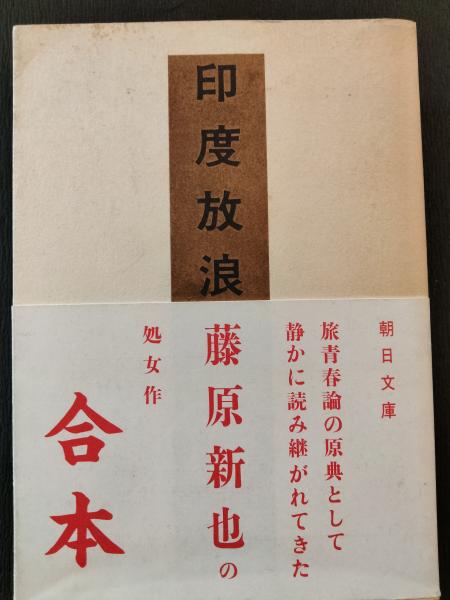 印度放浪
朝日文庫
旅青春論の原典として
静かに読み継がれてきた
藤原新也の
処女作
合本